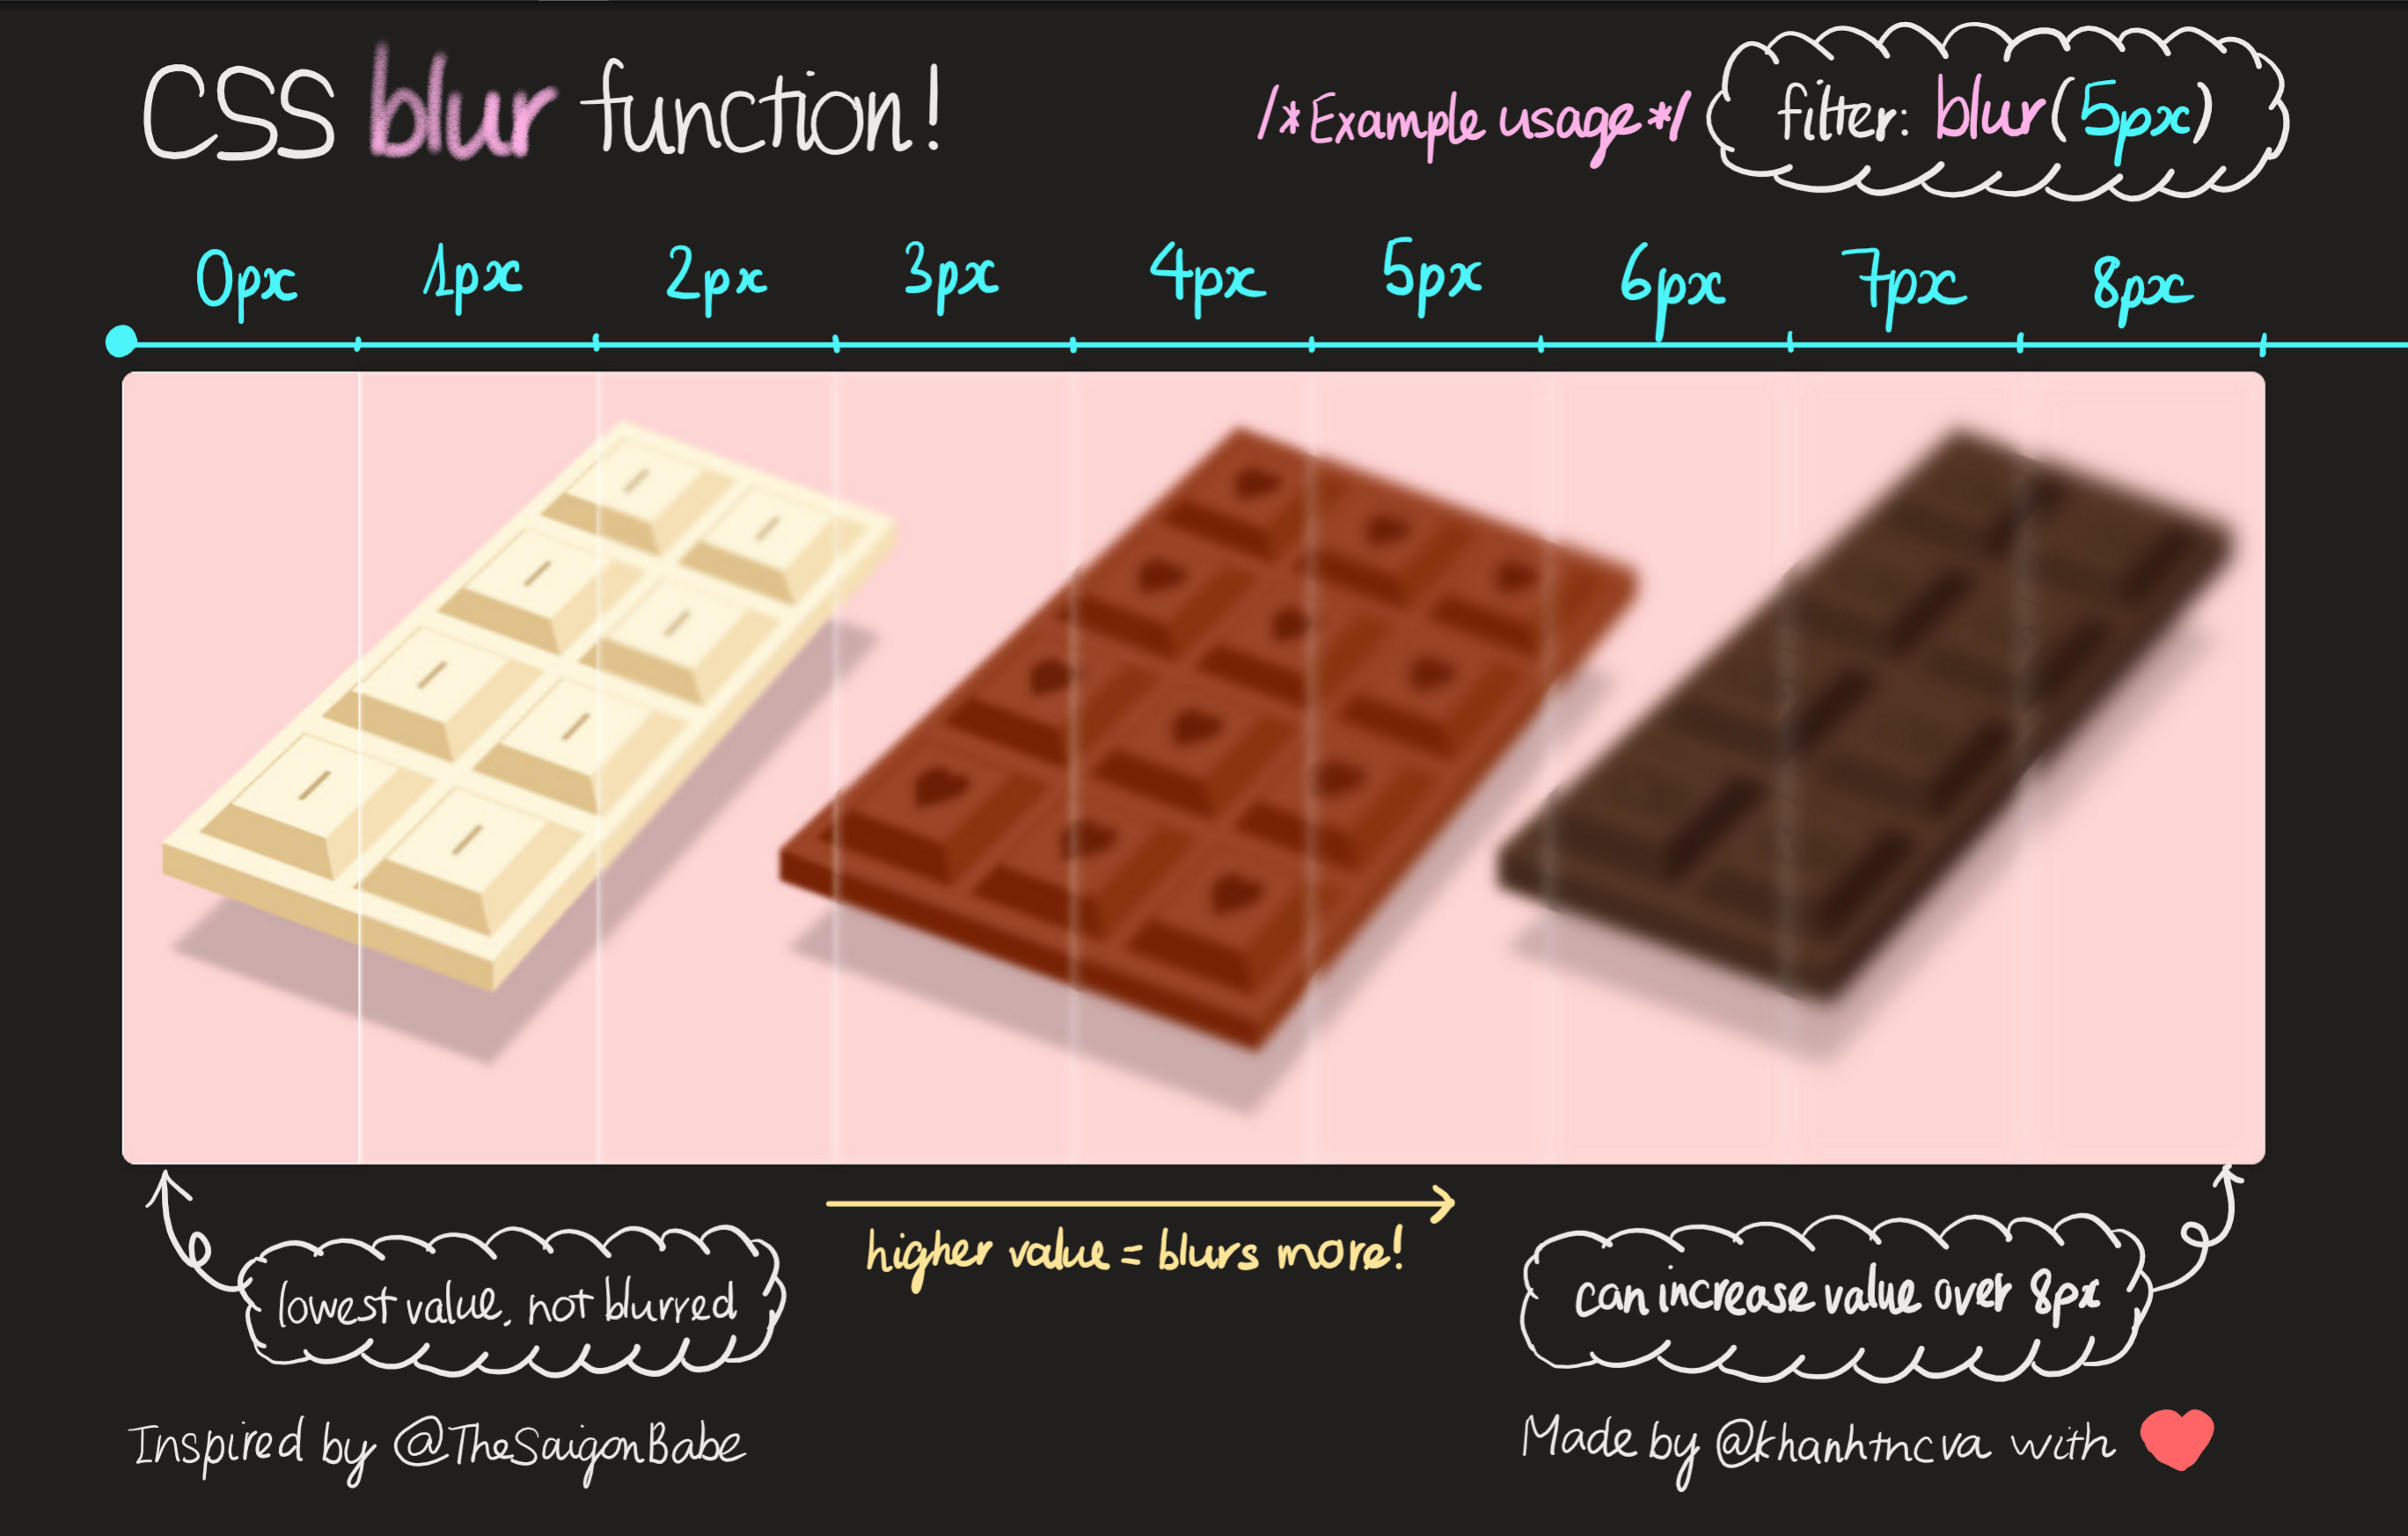 CSS blur function!
/*Example usage*/ filter: blur(5px)
0px 1px 2px 3px 4px 5px 6px 7px 8px
higher value = blurs more!
lowest value, not blurred
can increase value over 8px
Inspired by @TheSaigonBabe
Made by @khanhtncva with